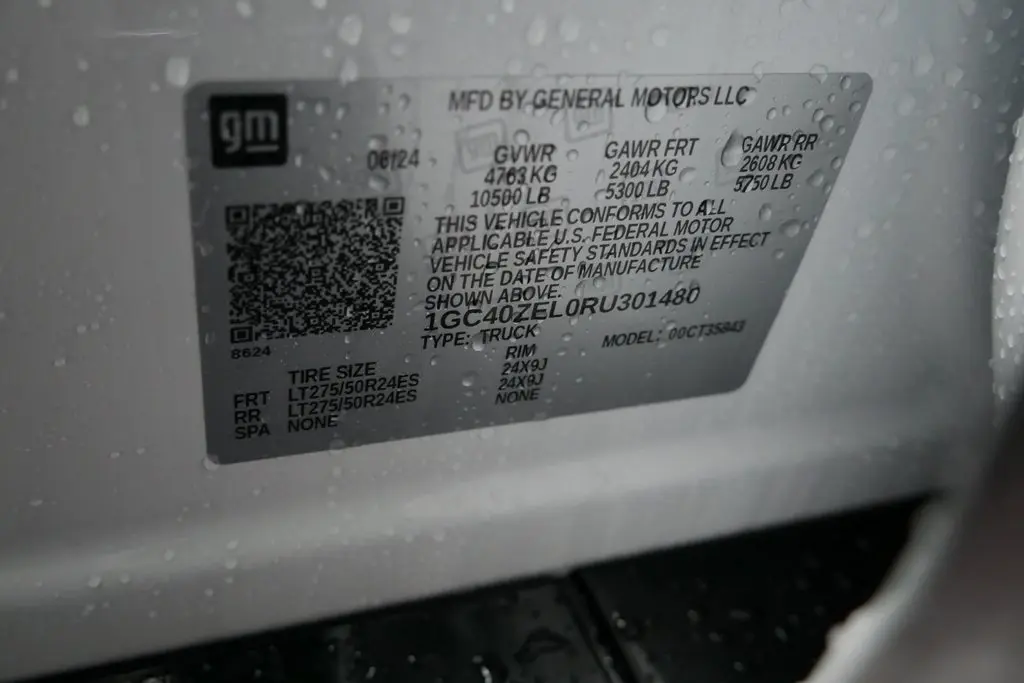 gm
MFD BY GENERAL MOTORS LLC
06/24 GVWR GAWR FRT GAWR RR
4763 KG 2404 KG 2608 KG
10500 LB 5300 LB 5750 LB
THIS VEHICLE CONFORMS TO ALL
APPLICABLE U.S. FEDERAL MOTOR
VEHICLE SAFETY STANDARDS IN EFFECT
ON THE DATE OF MANUFACTURE
SHOWN ABOVE.
1GC40ZEL0RU301480
TYPE: TRUCK MODEL: 00CT35843
8624
TIRE SIZE RIM
FRT LT275/50R24ES 24X9J
RR LT275/50R24ES 24X9J
SPA NONE NONE